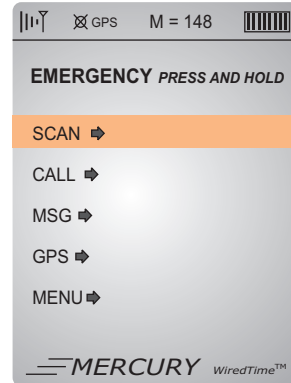 GPS M = 148
EMERGENCY PRESS AND HOLD
SCAN
CALL
MSG
GPS
MENU
MERCURY WiredTime™